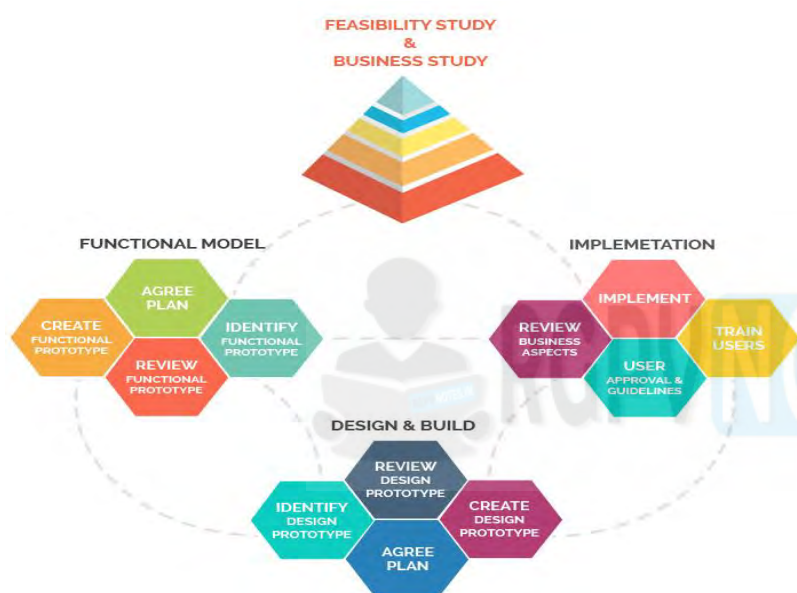 FEASIBILITY STUDY
&
BUSINESS STUDY
FUNCTIONAL MODEL
AGREE
PLAN
CREATE
FUNCTIONAL
PROTOTYPE
IDENTIFY
FUNCTIONAL
PROTOTYPE
REVIEW
FUNCTIONAL
PROTOTYPE
IMPLEMETATION
IMPLEMENT
REVIEW
BUSINESS
ASPECTS
TRAIN
USERS
USER
APPROVAL &
GUIDELINES
DESIGN & BUILD
REVIEW
DESIGN
PROTOTYPE
IDENTIFY
DESIGN
PROTOTYPE
CREATE
DESIGN
PROTOTYPE
AGREE
PLAN